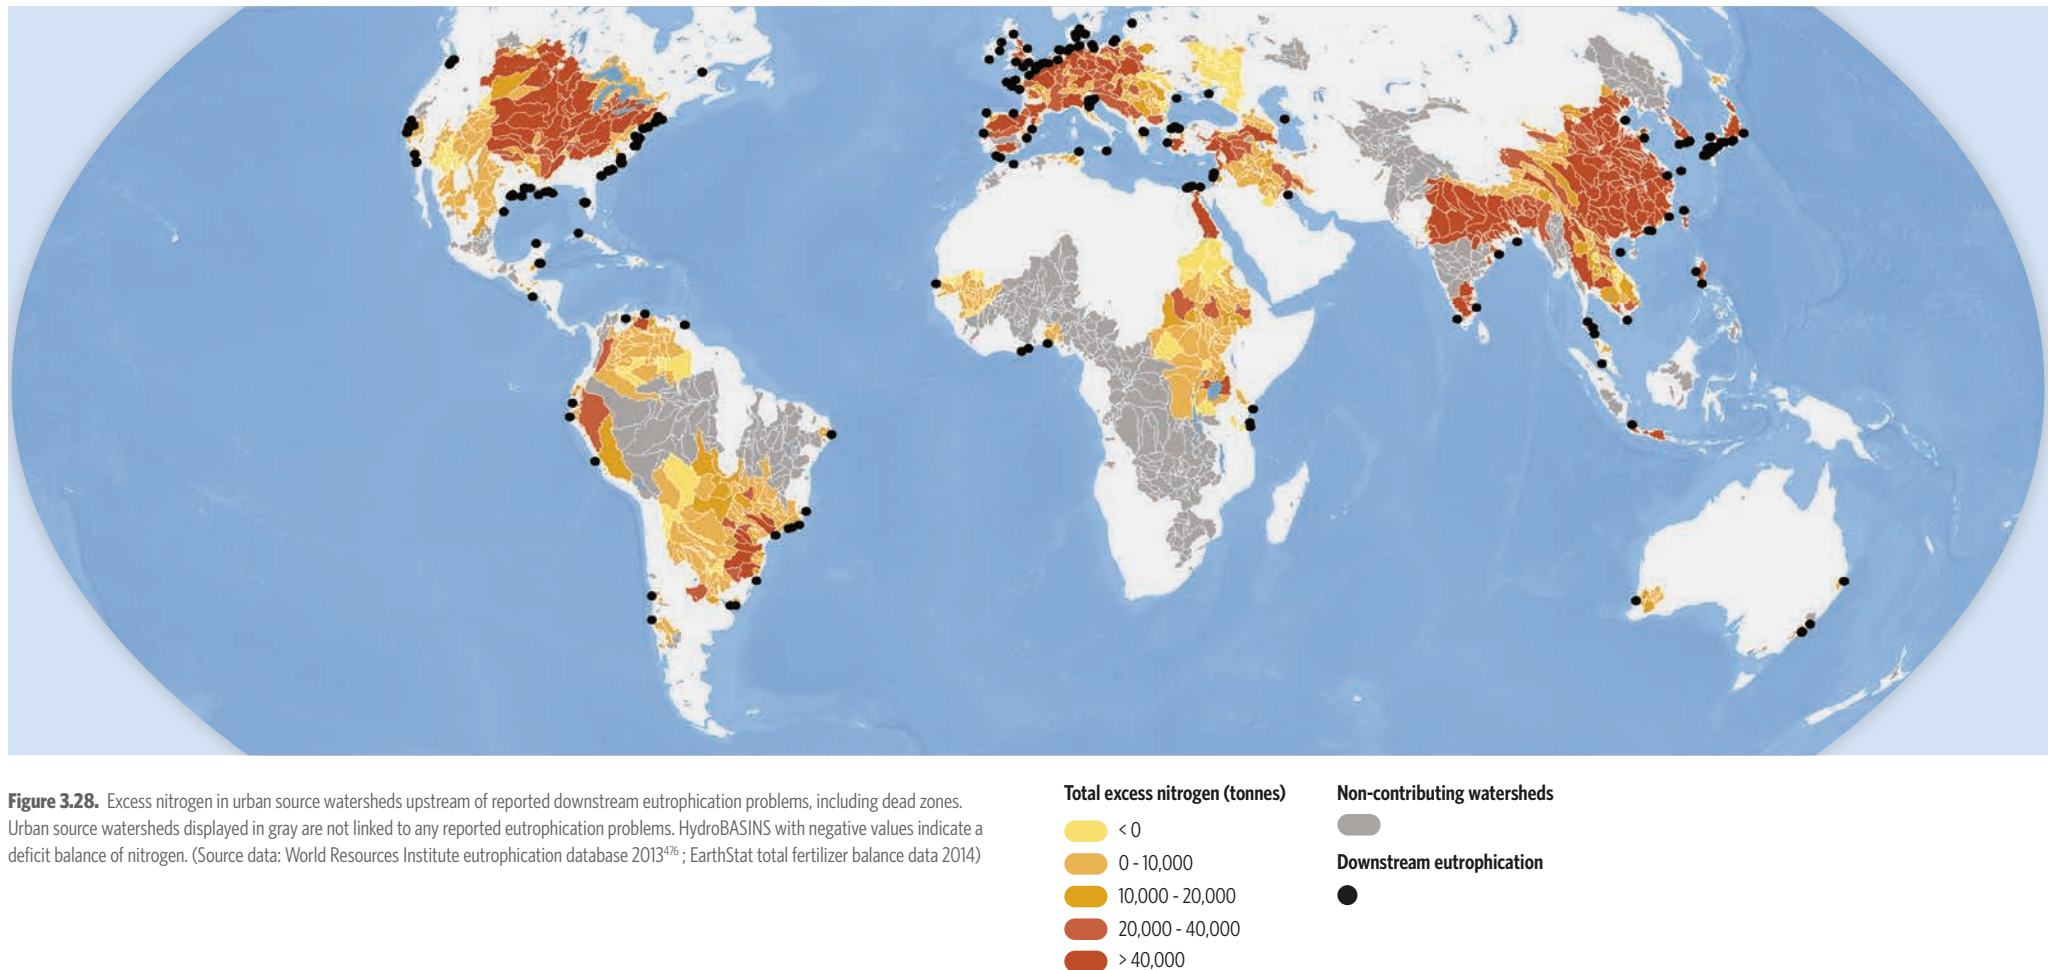 Figure 3.28. Excess nitrogen in urban source watersheds upstream of reported downstream eutrophication problems, including dead zones.
Urban source watersheds displayed in gray are not linked to any reported eutrophication problems. HydroBASINS with negative values indicate a
deficit balance of nitrogen. (Source data: World Resources Institute eutrophication database 2013⁴⁷⁶ ; EarthStat total fertilizer balance data 2014)
Total excess nitrogen (tonnes)
< 0
0 - 10,000
10,000 - 20,000
20,000 - 40,000
> 40,000
Non-contributing watersheds
Downstream eutrophication